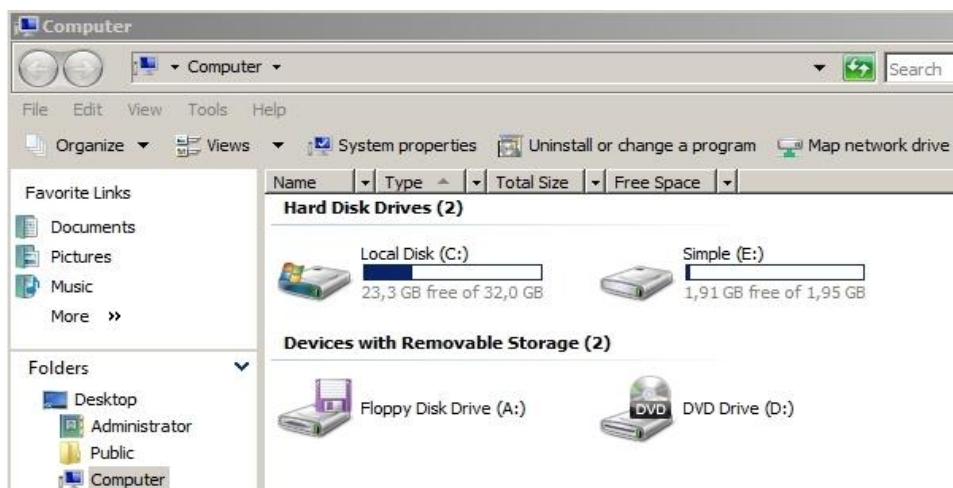 Computer
Computer
Search
File Edit View Tools Help
Organize Views System properties Uninstall or change a program Map network drive
Favorite Links
Documents
Pictures
Music
More »
Folders
Desktop
Administrator
Public
Computer
Name Type Total Size Free Space
Hard Disk Drives (2)
Local Disk (C:)
23,3 GB free of 32,0 GB
Simple (E:)
1,91 GB free of 1,95 GB
Devices with Removable Storage (2)
Floppy Disk Drive (A:)
DVD
DVD Drive (D:)